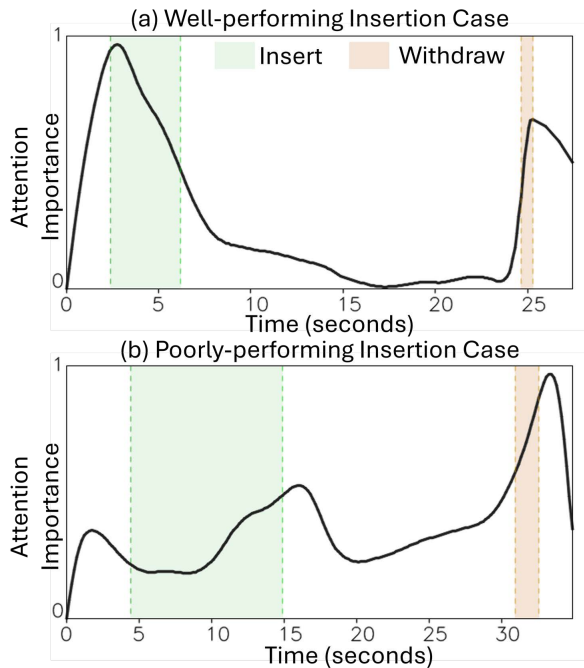 (a) Well-performing Insertion Case
1
Insert
Withdraw
Attention
Importance
0
0 5 10 15 20 25
Time (seconds)
(b) Poorly-performing Insertion Case
1
Attention
Importance
0
0 5 10 15 20 25 30
Time (seconds)